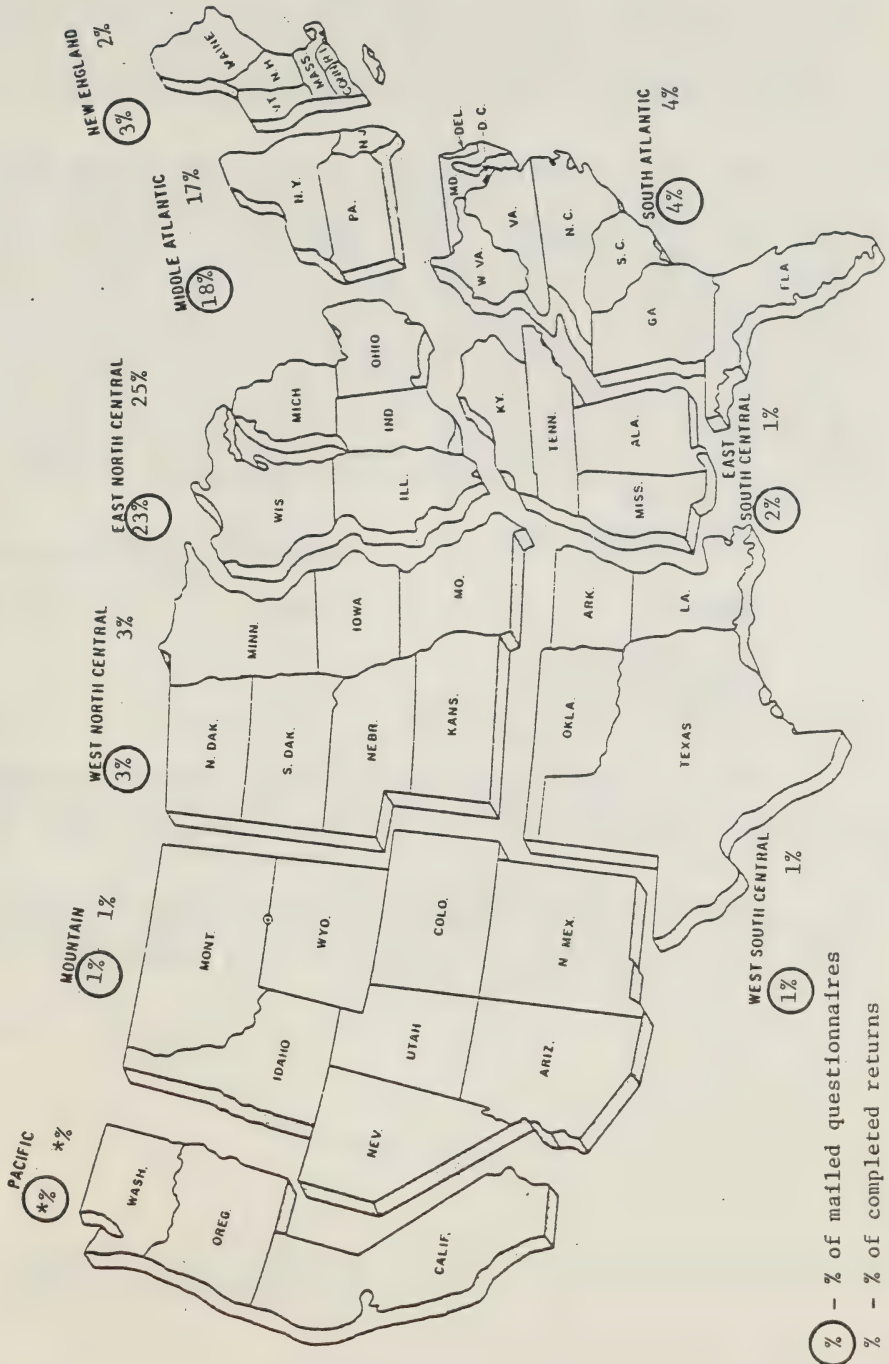 PACIFIC
*% *%
MOUNTAIN
1% 1%
WEST NORTH CENTRAL
3% 3%
EAST NORTH CENTRAL
23% 25%
MIDDLE ATLANTIC
18% 17%
NEW ENGLAND
3% 2%
WASH.
OREG.
CALIF.
MONT.
IDAHO
WYO.
NEV.
UTAH
COLO.
ARIZ.
N MEX.
N. DAK.
S. DAK.
NEBR.
KANS.
MINN.
IOWA
MO.
OKLA.
ARK.
TEXAS
LA.
WIS
MICH
ILL.
IND
OHIO
KY.
TENN.
MISS.
ALA.
N.Y.
PA.
N J
MAINE
VT.
N.H
MASS
CONN
R I
MD.
DEL.
D.C.
W VA.
VA.
N.C.
S.C.
GA
FLA
WEST SOUTH CENTRAL
1% 1%
EAST
SOUTH CENTRAL
2% 1%
SOUTH ATLANTIC
4% 4%
% - % of mailed questionnaires
% - % of completed returns